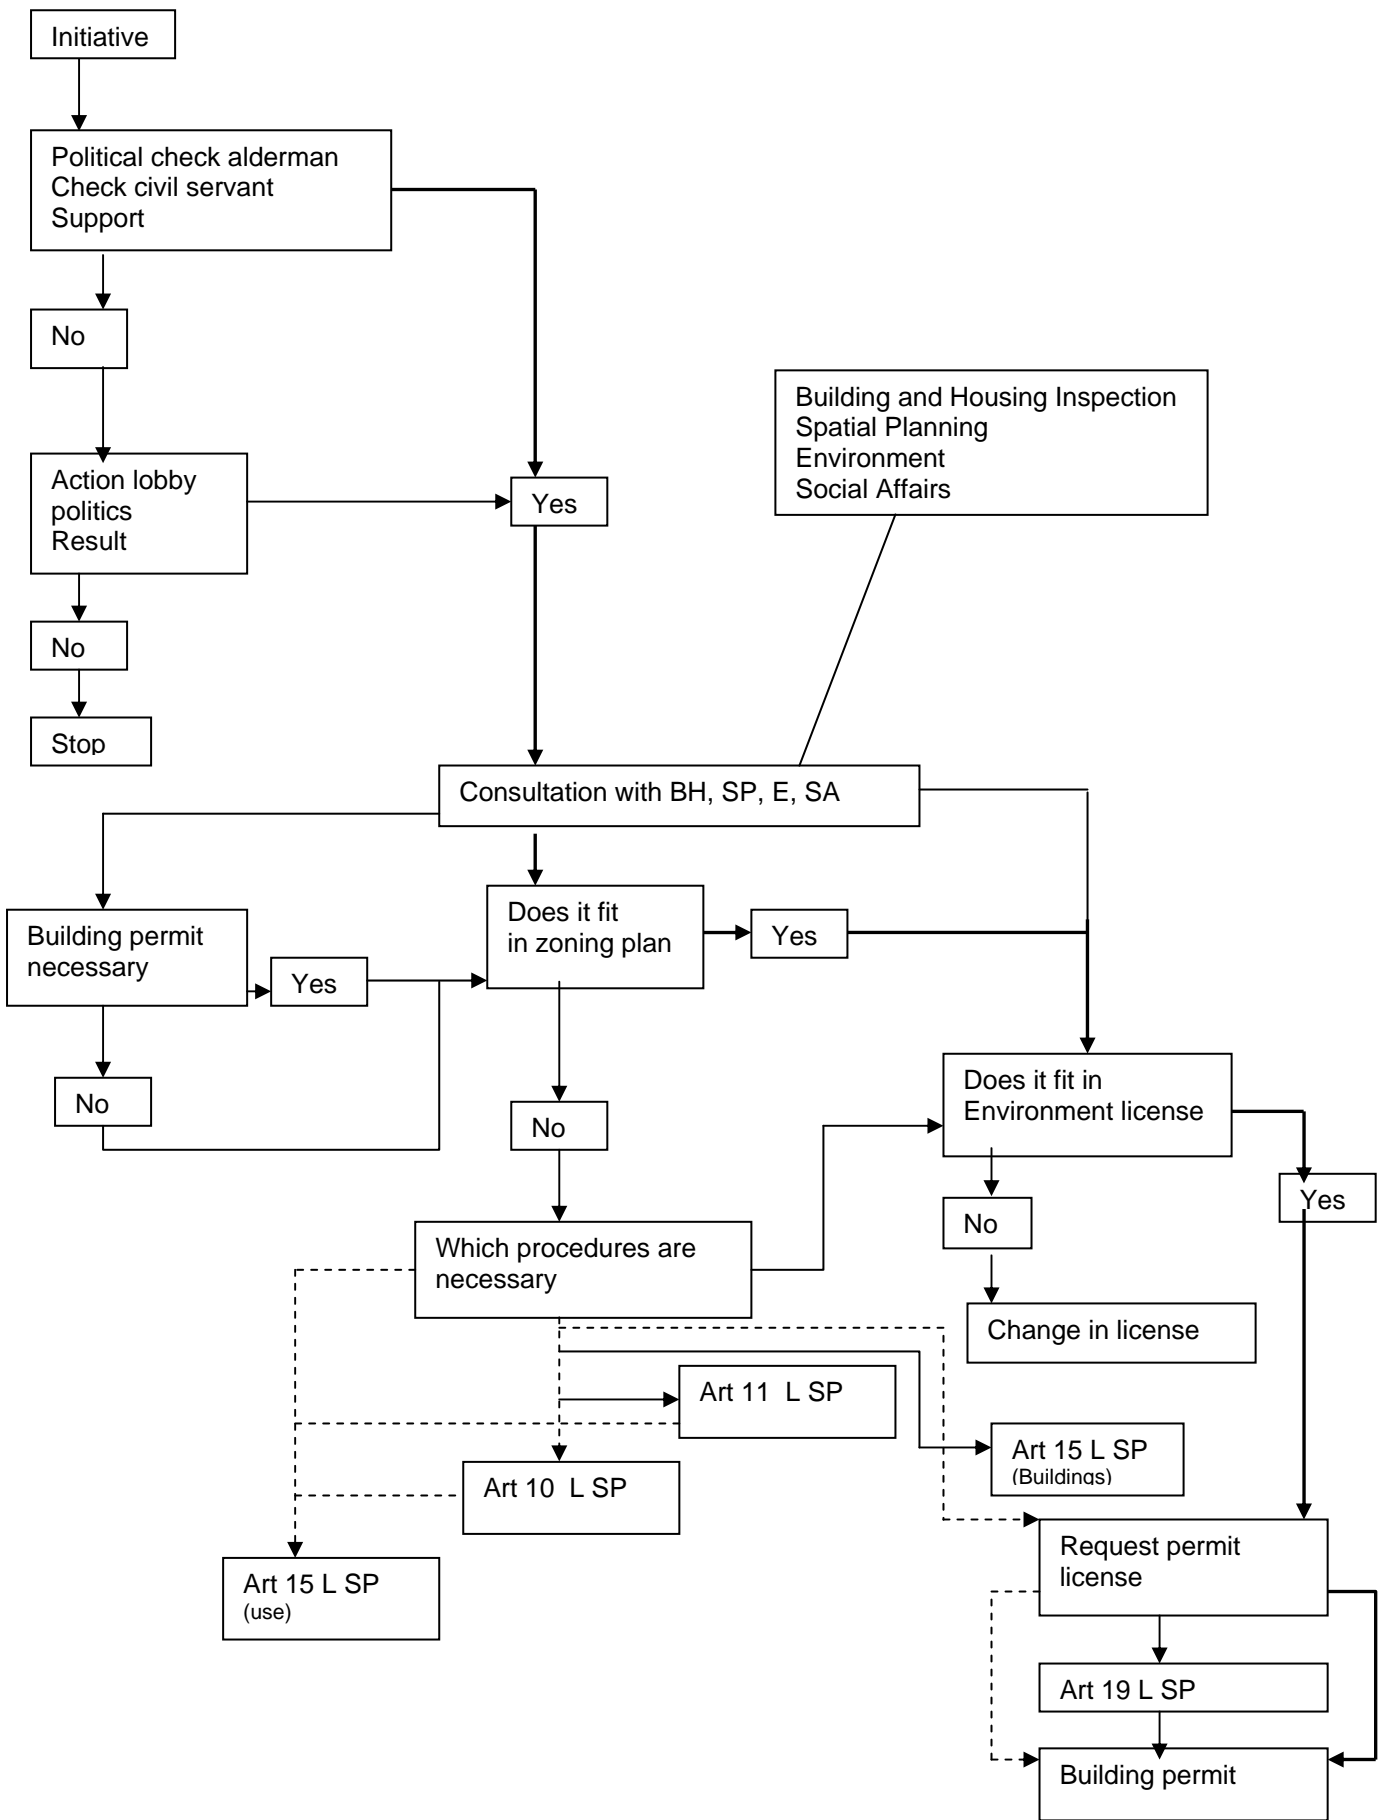 Initiative
Political check alderman
Check civil servant
Support
No
Building and Housing Inspection
Spatial Planning
Environment
Social Affairs
Action lobby
politics
Result
Yes
No
Stop
Consultation with BH, SP, E, SA
Building permit
necessary
Yes
Does it fit
in zoning plan
Yes
No
No
Does it fit in
Environment license
Yes
No
Which procedures are
necessary
Change in license
Art 11 L SP
Art 15 L SP
(Buildings)
Art 10 L SP
Art 15 L SP
(use)
Request permit
license
Art 19 L SP
Building permit